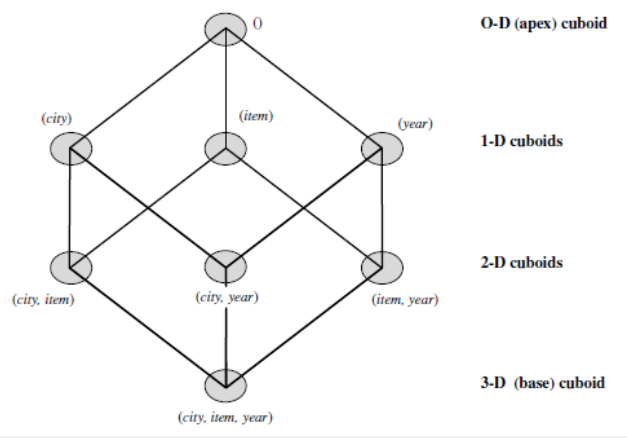 O
O-D (apex) cuboid
(city)
(item)
(year)
1-D cuboids
2-D cuboids
(city, item)
(city, year)
(item, year)
3-D (base) cuboid
(city, item, year)